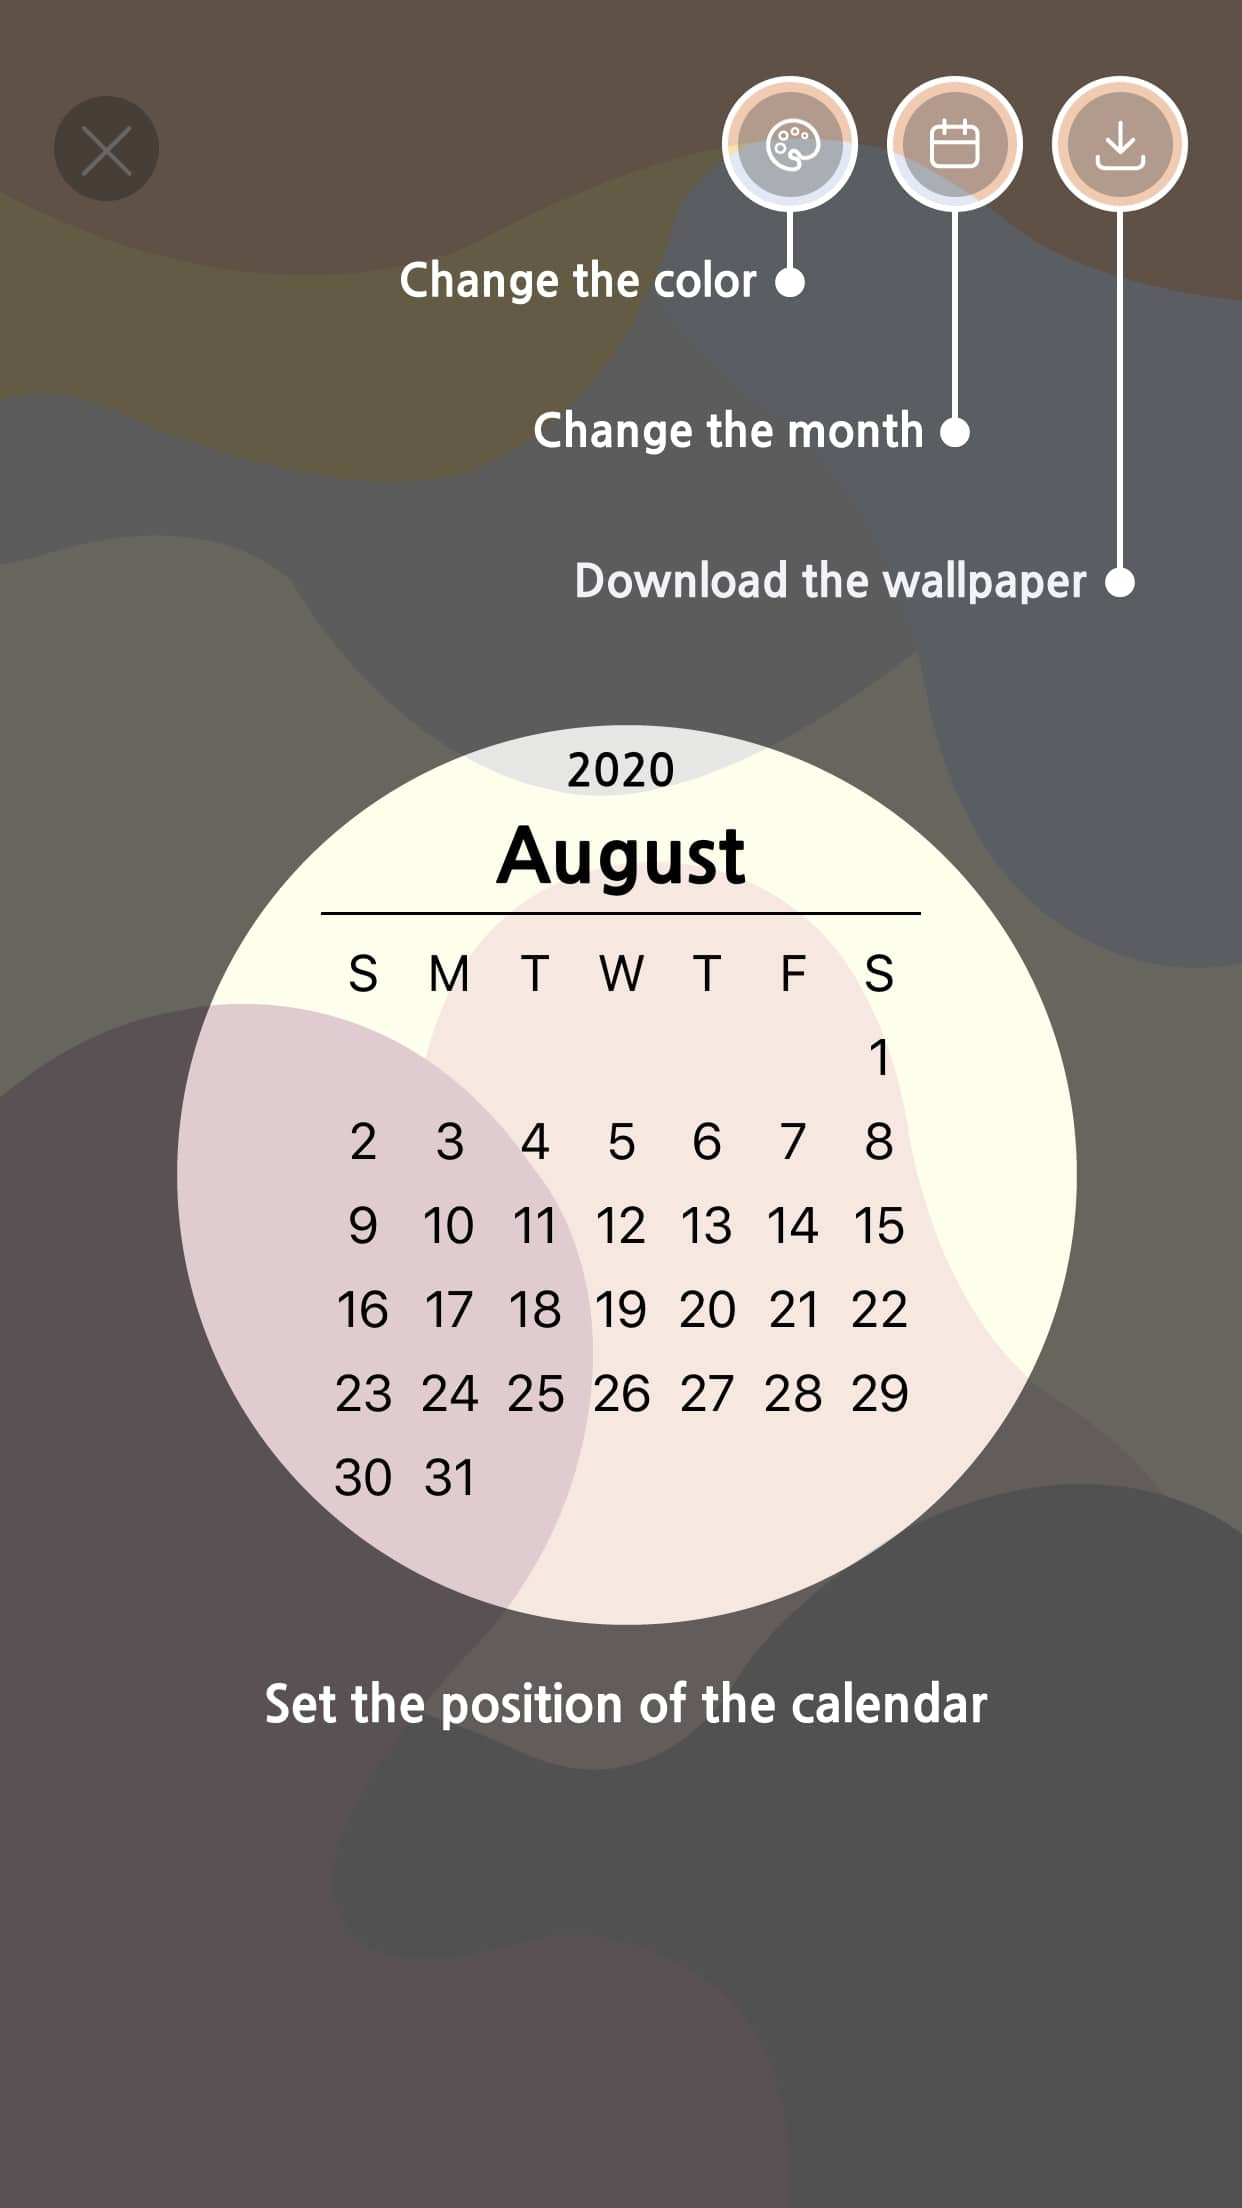 Change the color
Change the month
Download the wallpaper
2020
August
S M T W T F S
1
2 3 4 5 6 7 8
9 10 11 12 13 14 15
16 17 18 19 20 21 22
23 24 25 26 27 28 29
30 31
Set the position of the calendar